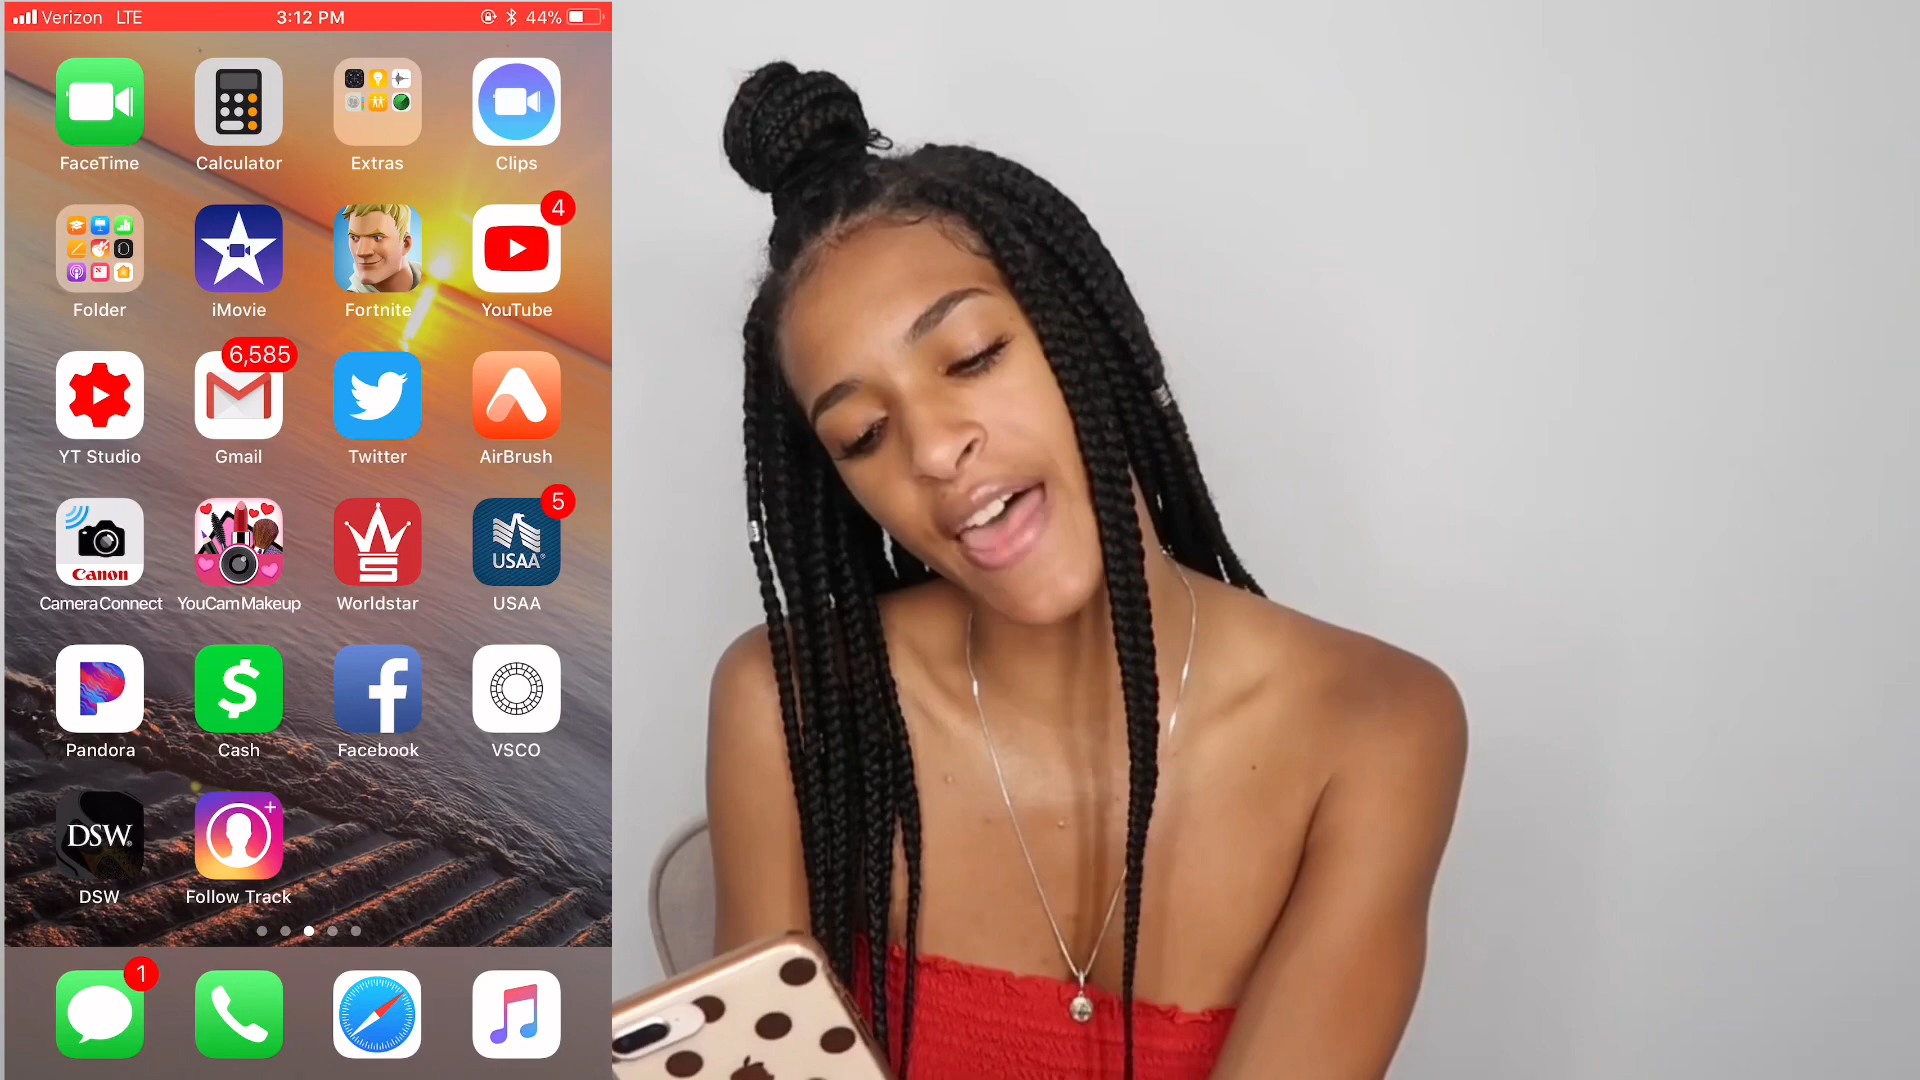 Verizon LTE 3:12 PM 44%
FaceTime Calculator Extras Clips
4
Folder iMovie Fortnite YouTube
6,585
YT Studio Gmail Twitter AirBrush
5
Canon USAA
CameraConnect YouCamMakeup Worldstar USAA
Pandora Cash Facebook VSCO
DSW
DSW Follow Track
1